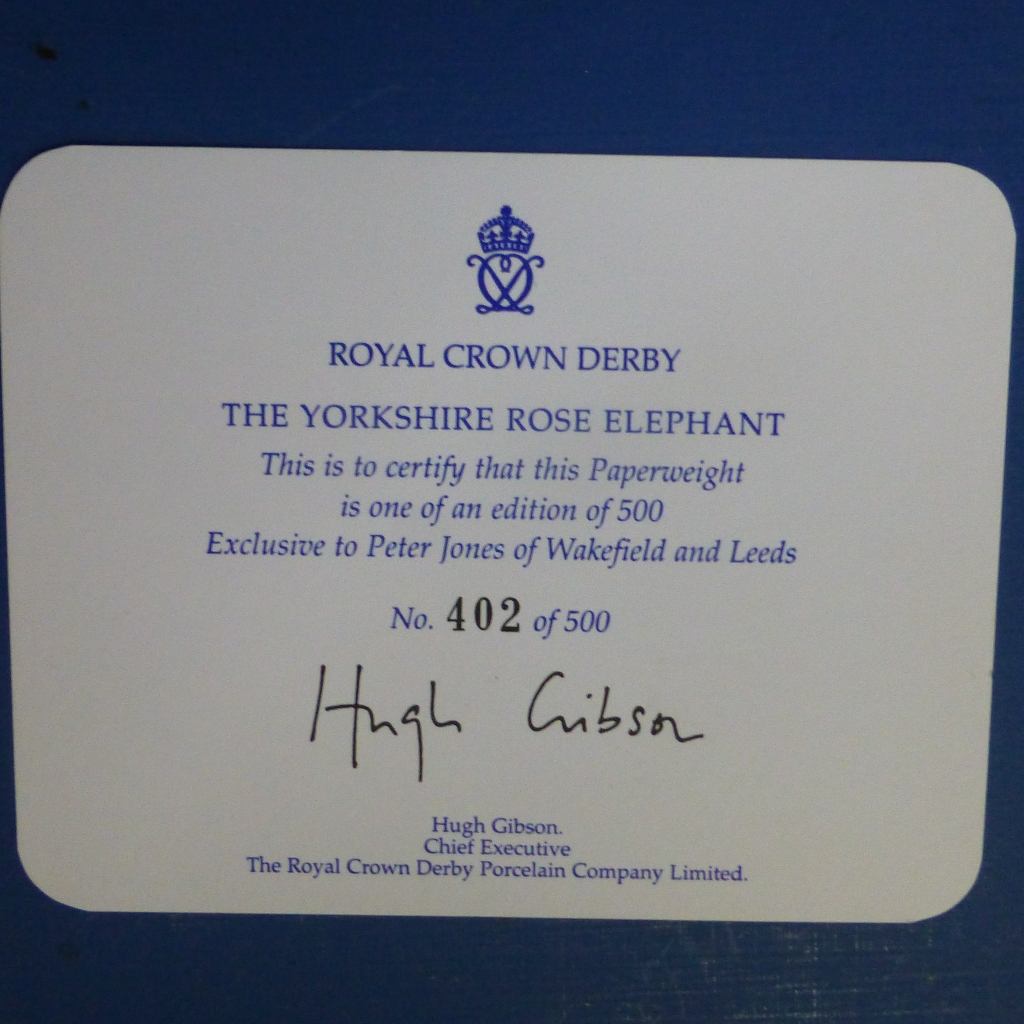 ROYAL CROWN DERBY
THE YORKSHIRE ROSE ELEPHANT
This is to certify that this Paperweight
is one of an edition of 500
Exclusive to Peter Jones of Wakefield and Leeds
No. 402 of 500
Hugh Gibson
Hugh Gibson.
Chief Executive
The Royal Crown Derby Porcelain Company Limited.